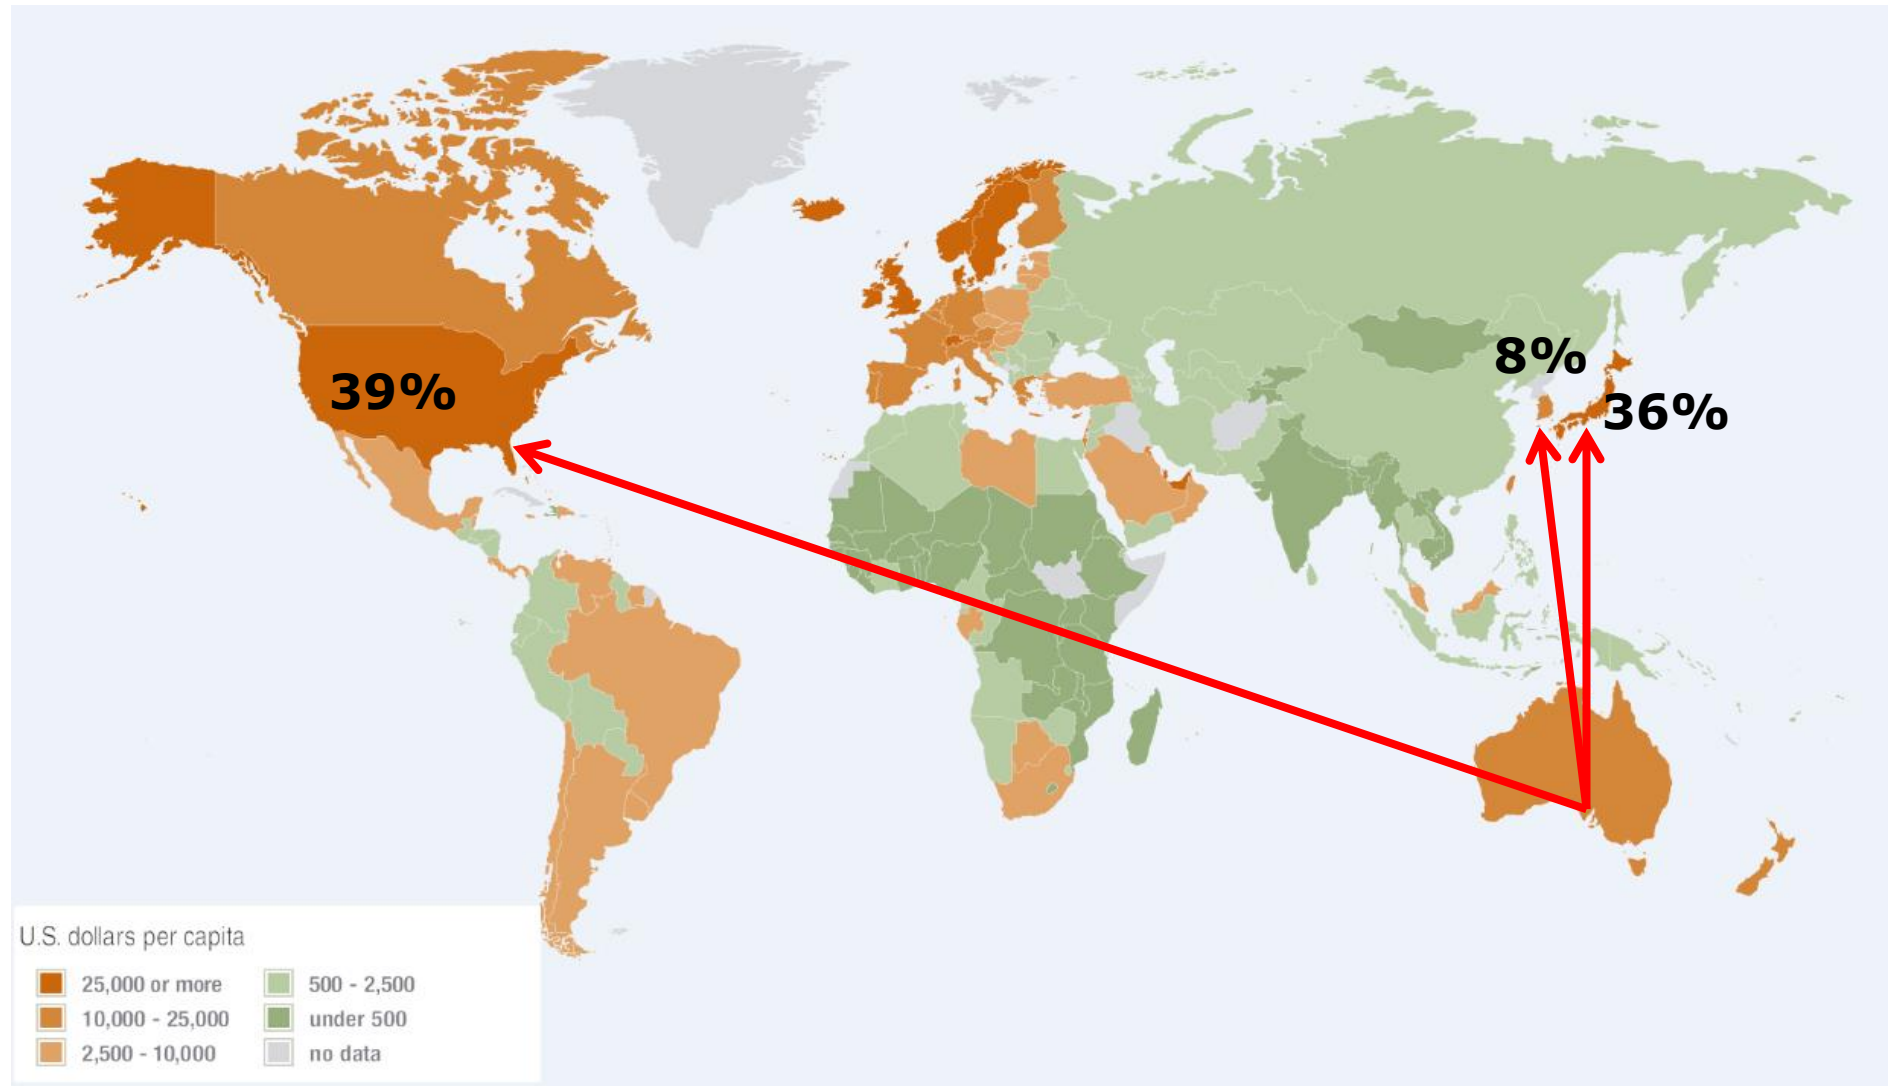 8%
39%
36%
U.S. dollars per capita
25,000 or more
10,000 - 25,000
2,500 - 10,000
500 - 2,500
under 500
no data